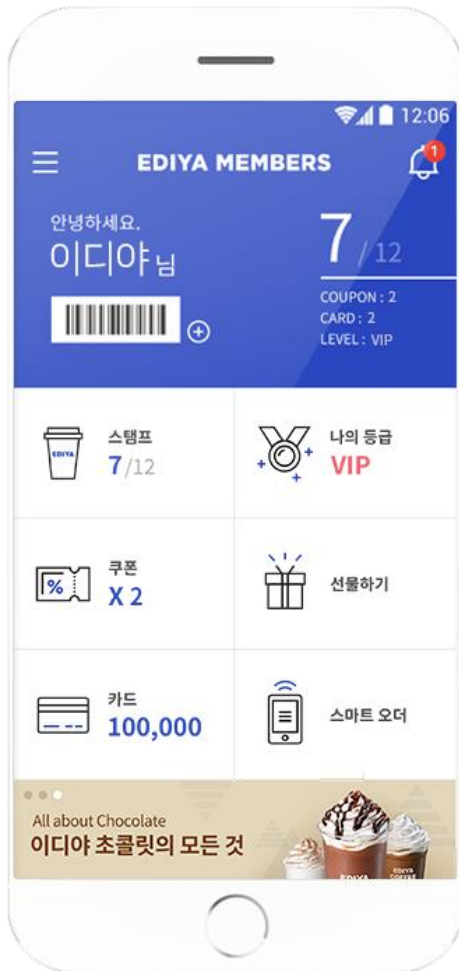 12:06
EDIYA MEMBERS
1
안녕하세요.
이디야 님
7 / 12
COUPON : 2
CARD : 2
LEVEL : VIP
EDIYA
스탬프
7/12
나의 등급
VIP
%
쿠폰
X 2
선물하기
카드
100,000
스마트 오더
All about Chocolate
이디야 초콜릿의 모든 것
EDIYA
EDIYA
COFFEE